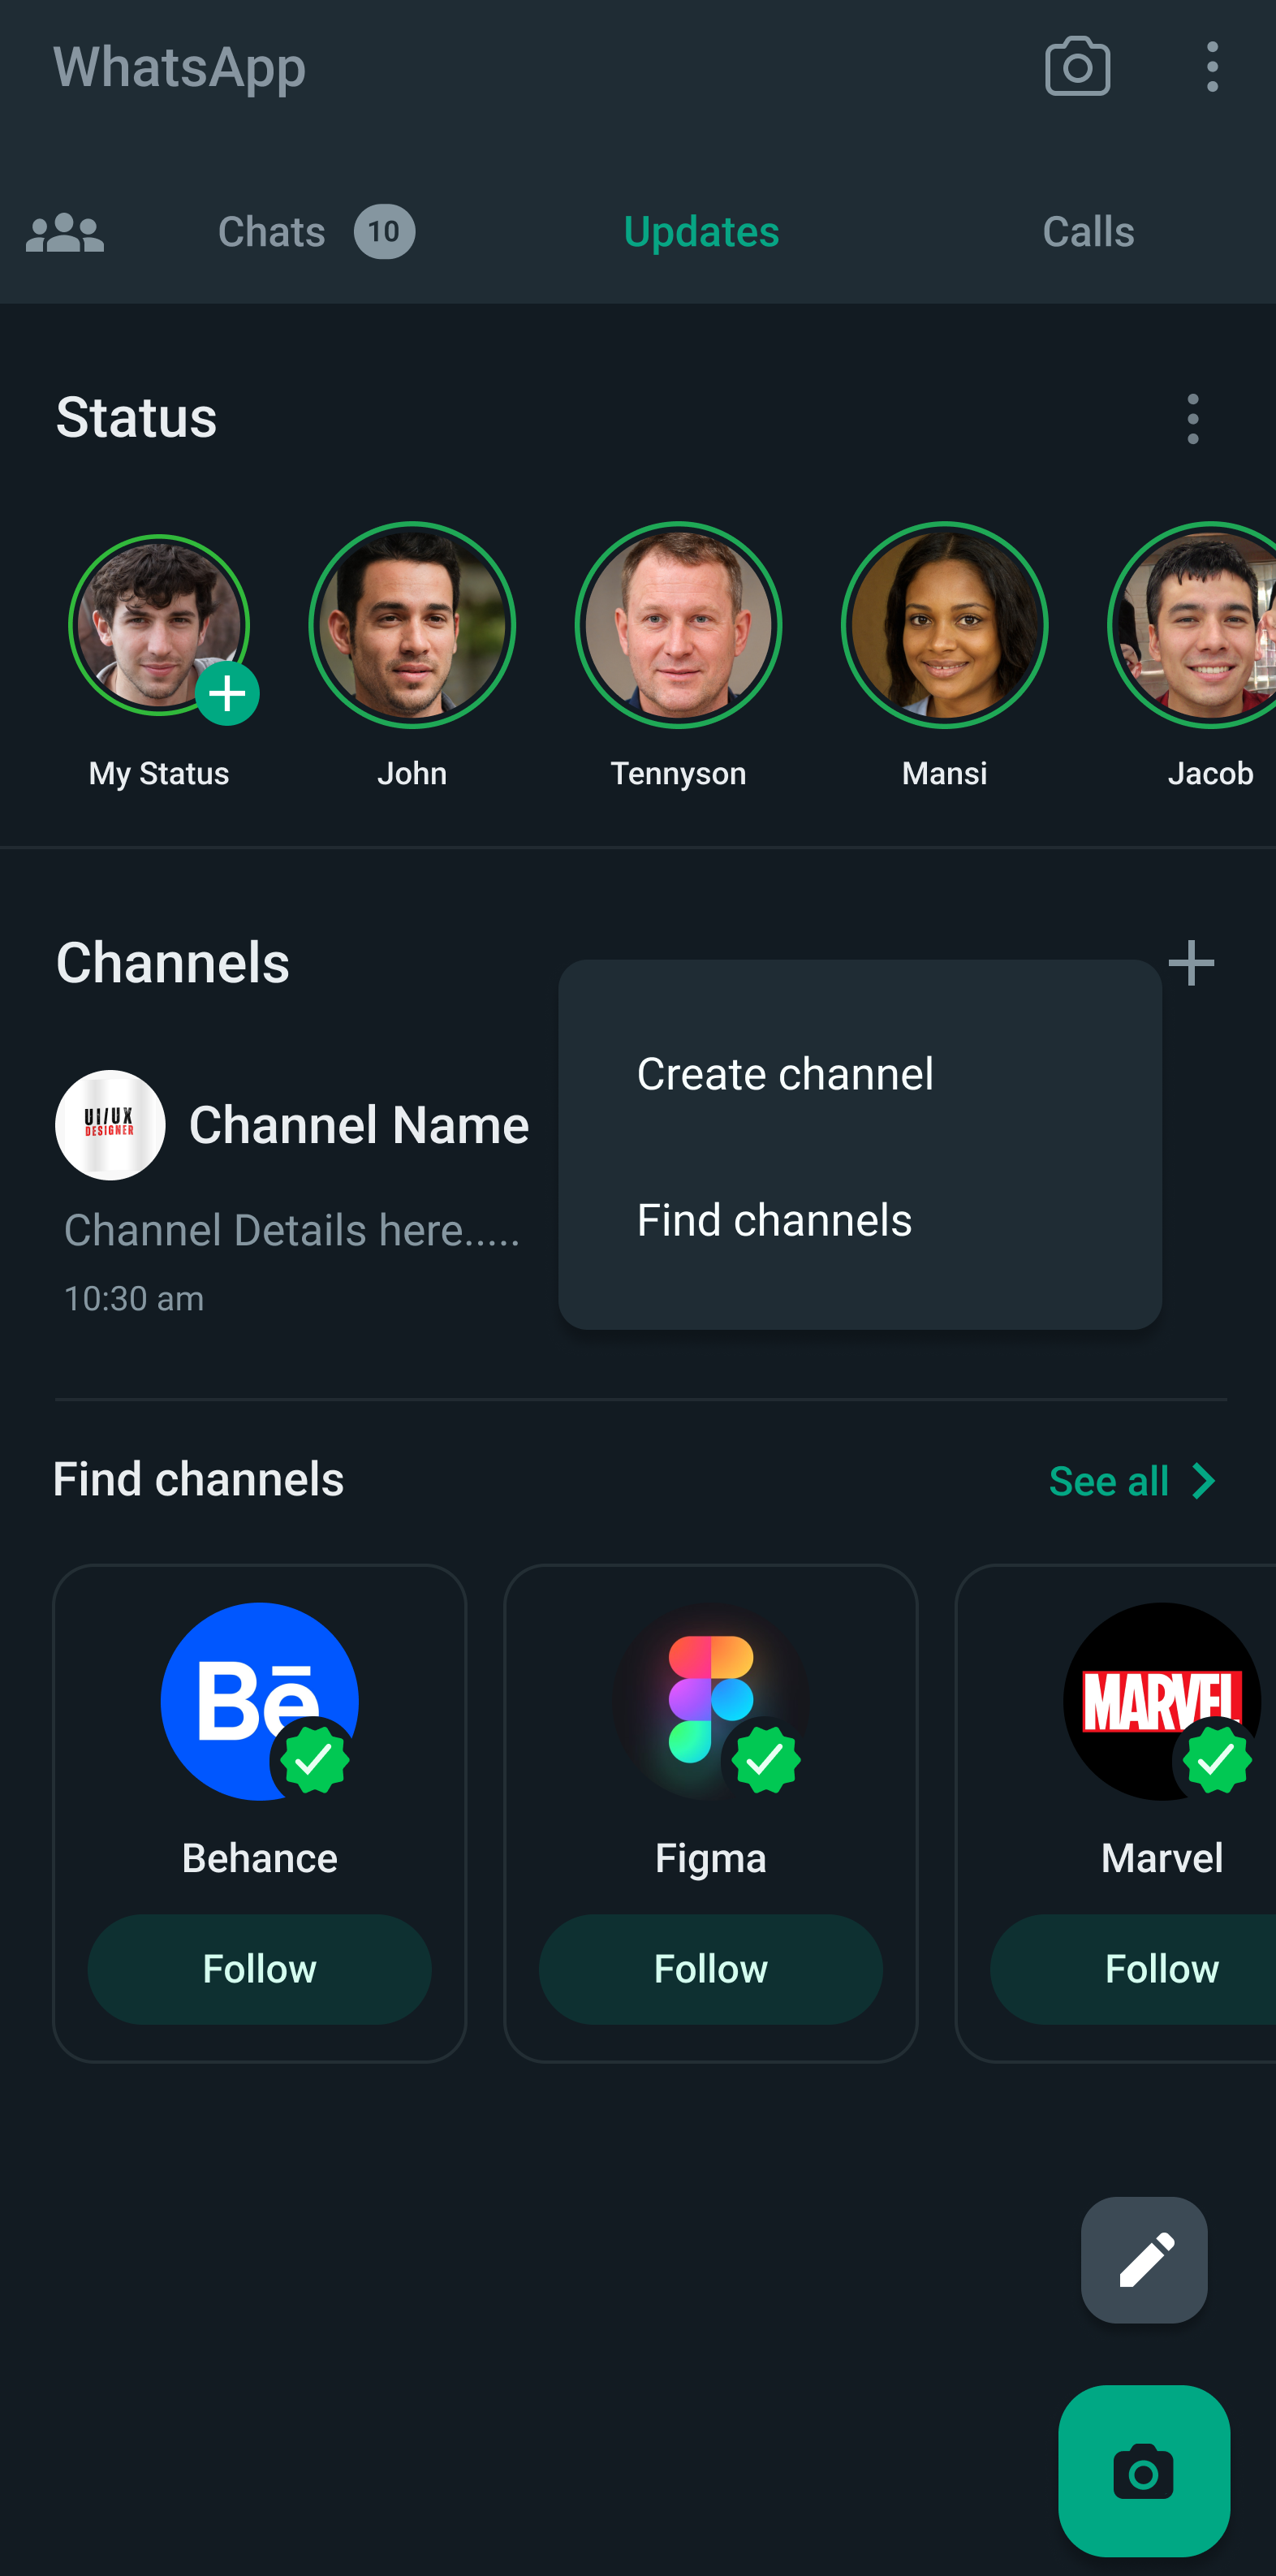 WhatsApp
Chats 10 Updates Calls
Status
My Status John Tennyson Mansi Jacob
Channels
Create channel
UI/UX
DESIGNER
Channel Name
Find channels
Channel Details here.....
10:30 am
Find channels See all
Bē
MARVEL
Behance Figma Marvel
Follow Follow Follow